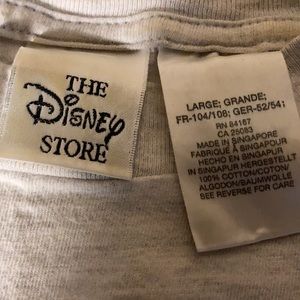 THE
Disney
STORE
LARGE; GRANDE;
FR-104/108; GER-52/54;
RN 84167
CA 25083
MADE IN SINGAPORE
FABRIQUÉ À SINGAPOUR
HECHO EN SINGAPUR
IN SINGAPUR HERGESTELLT
100% COTTON/COTON/
ALGODON/BAUMWOLLE
SEE REVERSE FOR CARE